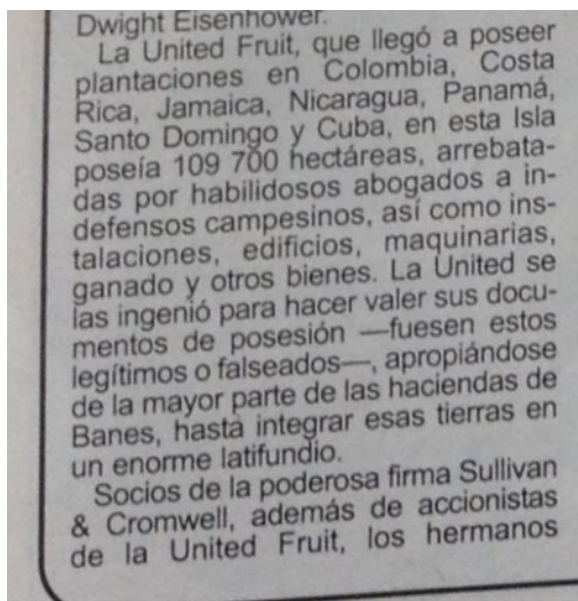 Dwight Eisenhower.
La United Fruit, que llegó a poseer
plantaciones en Colombia, Costa
Rica, Jamaica, Nicaragua, Panamá,
Santo Domingo y Cuba, en esta Isla
poseía 109 700 hectáreas, arrebata-
das por habilidosos abogados a in-
defensos campesinos, así como ins-
talaciones, edificios, maquinarias,
ganado y otros bienes. La United se
las ingenió para hacer valer sus docu-
mentos de posesión —fuesen estos
legítimos o falseados—, apropiándose
de la mayor parte de las haciendas de
Banes, hasta integrar esas tierras en
un enorme latifundio.
Socios de la poderosa firma Sullivan
& Cromwell, además de accionistas
de la United Fruit, los hermanos